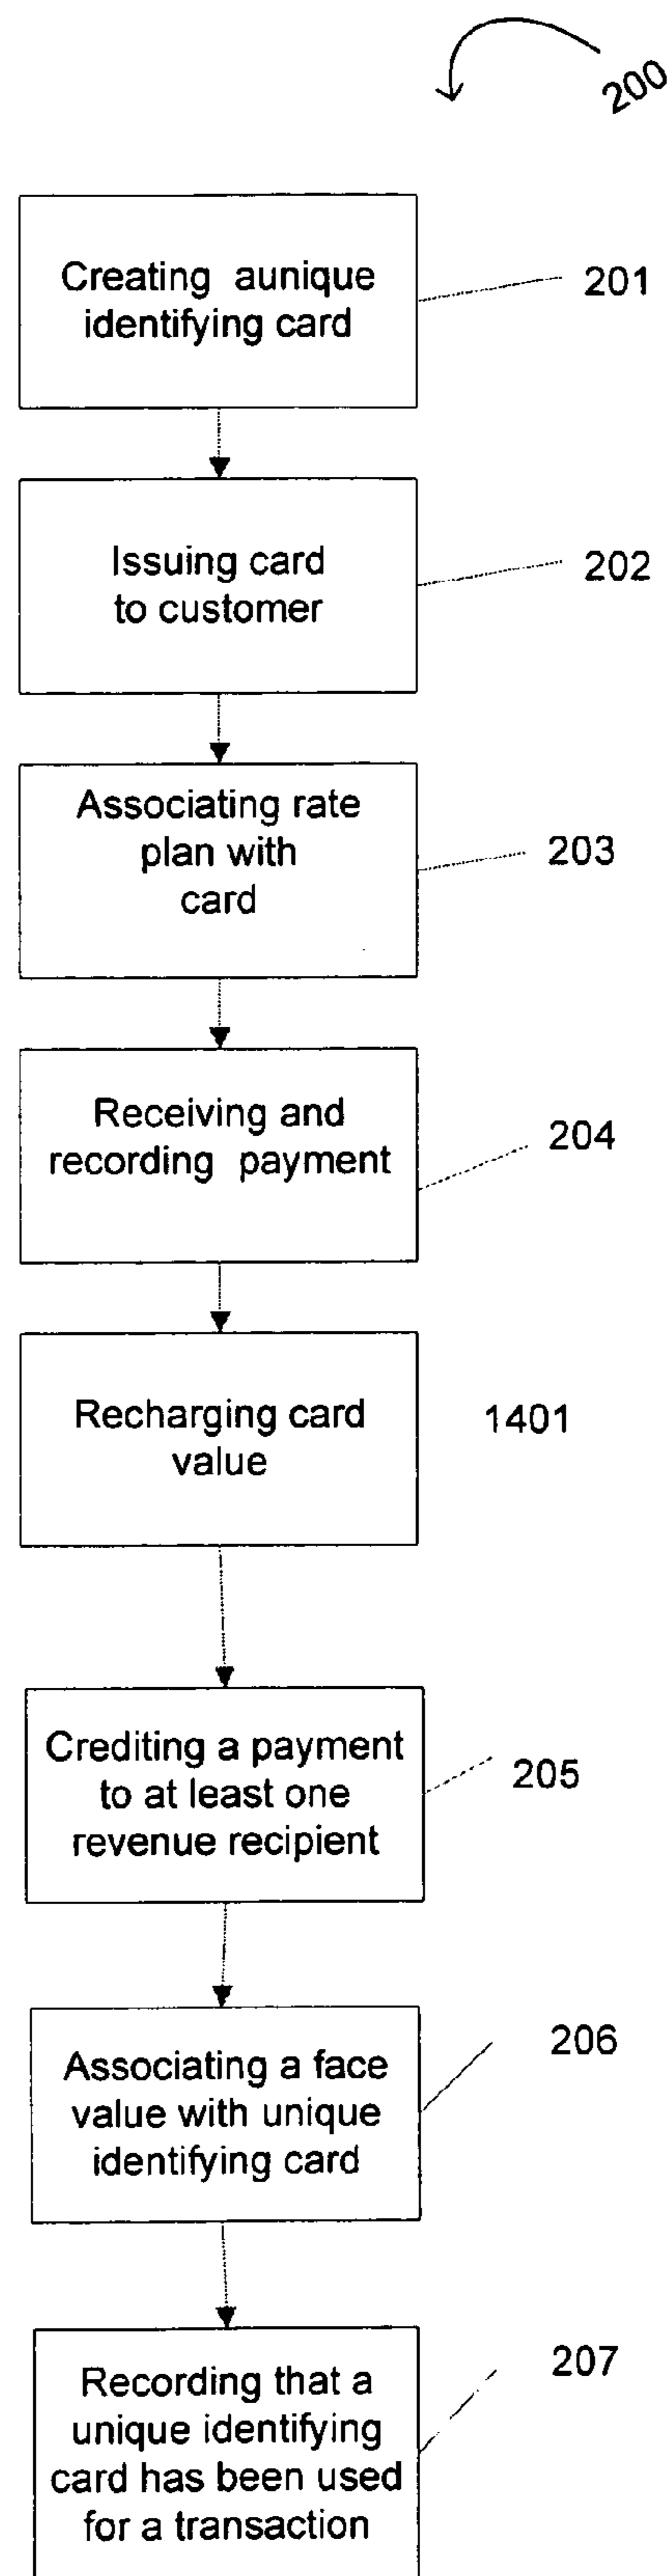 200
Creating aunique
identifying card
201
Issuing card
to customer
202
Associating rate
plan with
card
203
Receiving and
recording payment
204
Recharging card
value
1401
Crediting a payment
to at least one
revenue recipient
205
Associating a face
value with unique
identifying card
206
Recording that a
unique identifying
card has been used
for a transaction
207